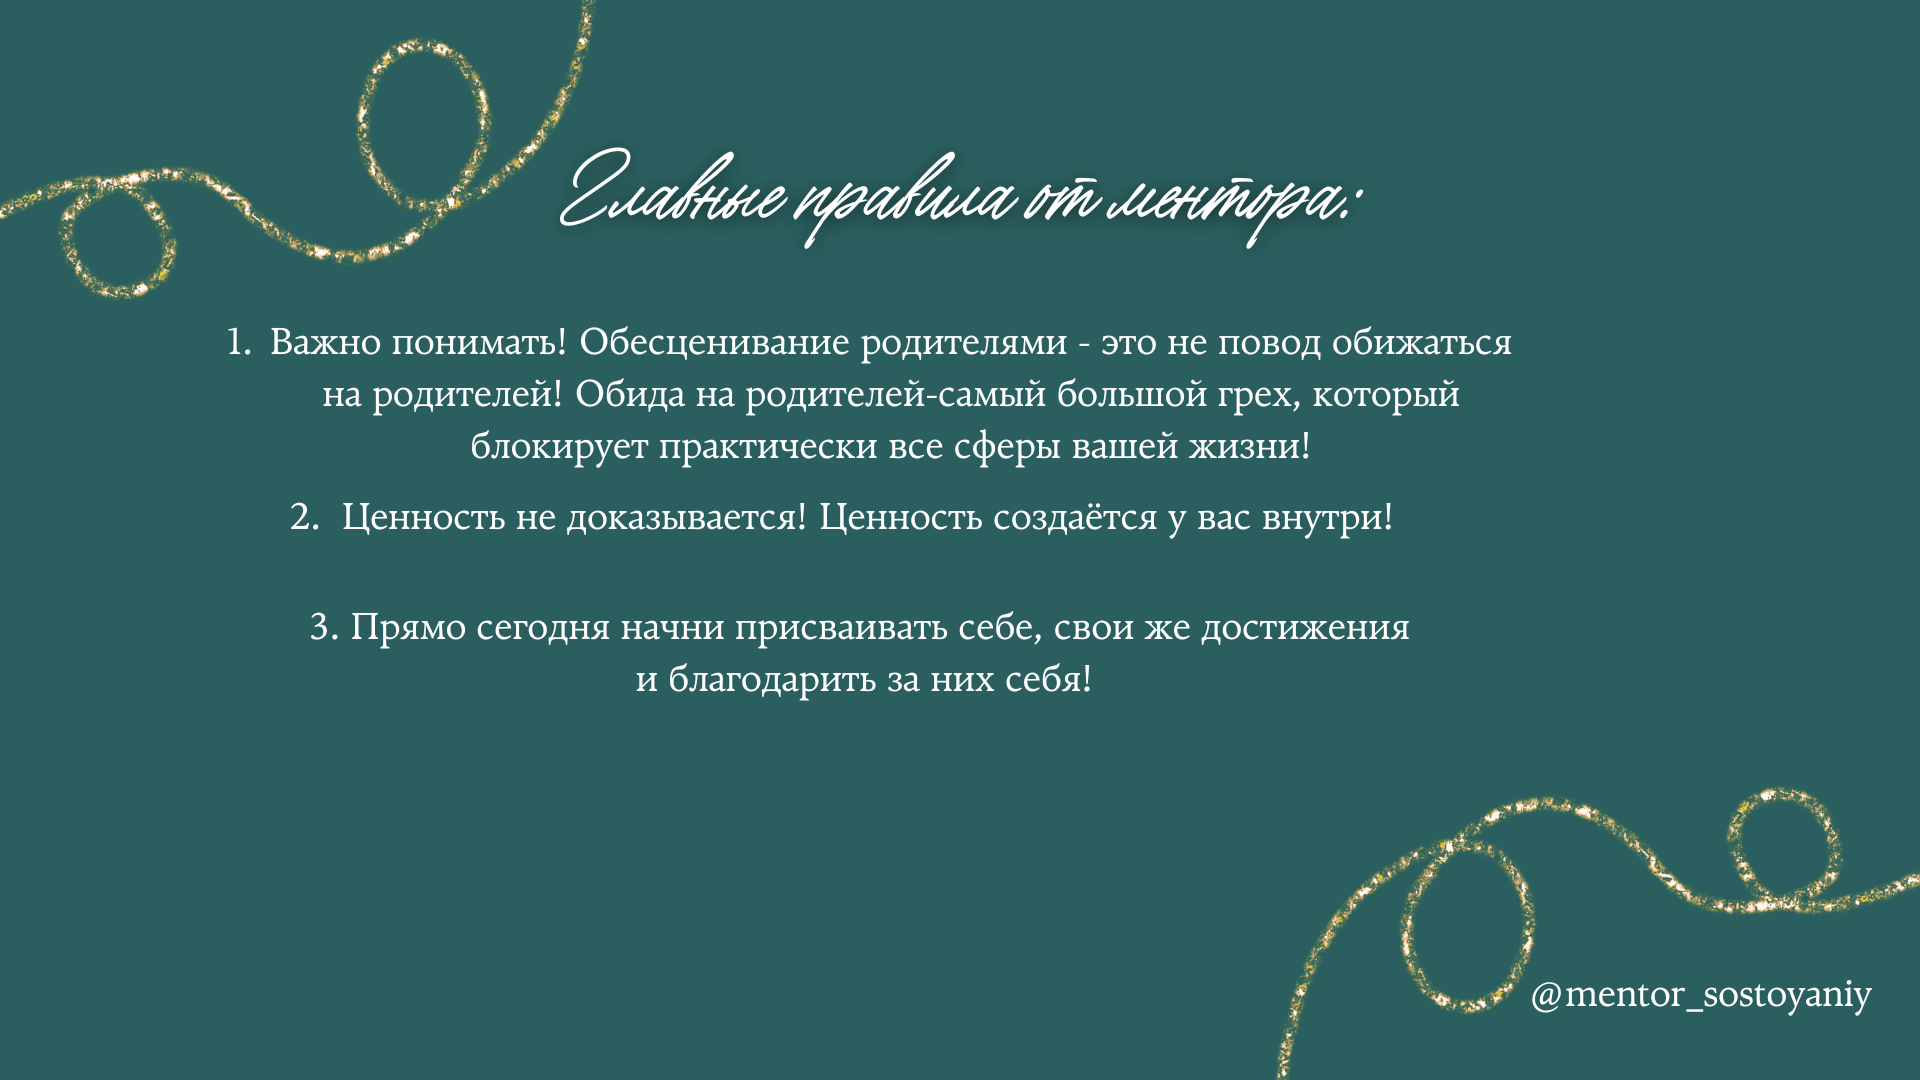 Главные правила от ментора:
1. Важно понимать! Обесценивание родителями - это не повод обижаться
на родителей! Обида на родителей-самый большой грех, который
блокирует практически все сферы вашей жизни!
2. Ценность не доказывается! Ценность создаётся у вас внутри!
3. Прямо сегодня начни присваивать себе, свои же достижения
и благодарить за них себя!
@mentor_sostoyaniy